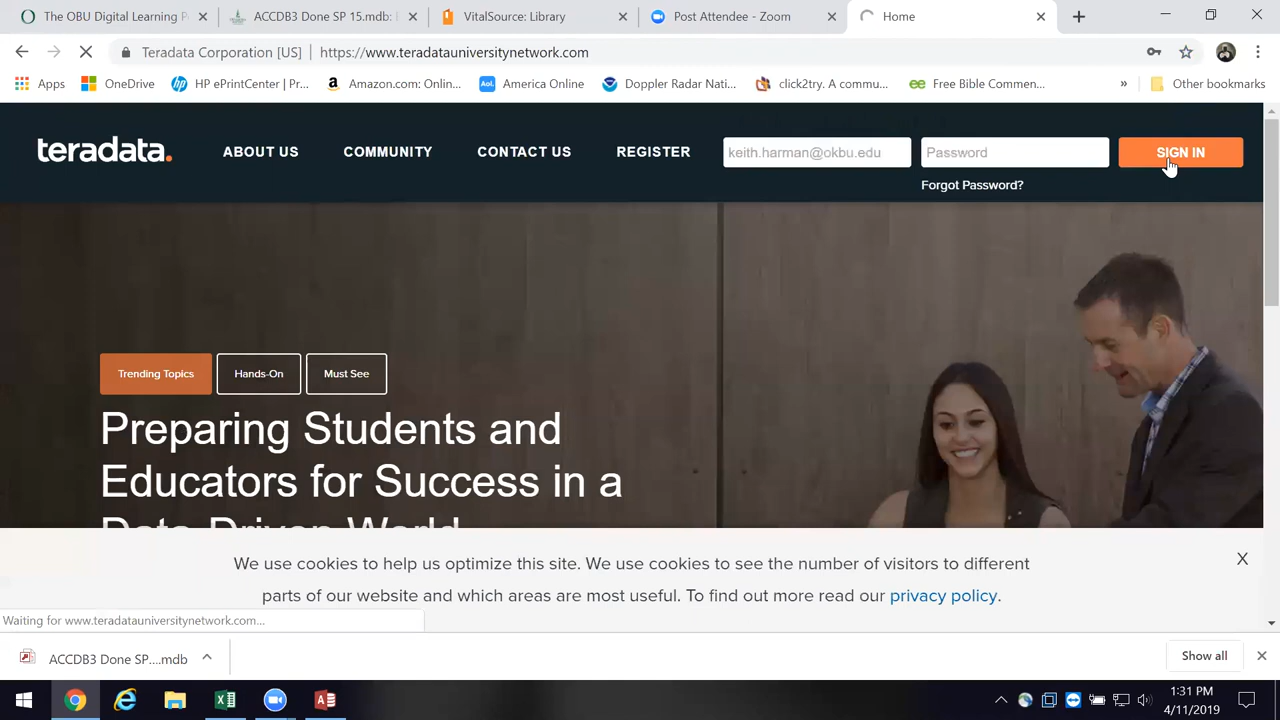 The OBU Digital Learning P
ACCDB3 Done SP 15.mdb:
VitalSource: Library
Post Attendee - Zoom
Home
Teradata Corporation [US] | https://www.teradatauniversitynetwork.com
Apps
OneDrive
HP ePrintCenter | Pr...
Amazon.com: Onlin...
America Online
Doppler Radar Nati...
click2try. A commu...
Free Bible Commen...
»
Other bookmarks
teradata.
ABOUT US
COMMUNITY
CONTACT US
REGISTER
keith.harman@okbu.edu
Password
SIGN IN
Forgot Password?
Trending Topics
Hands-On
Must See
Preparing Students and
Educators for Success in a
Data-Driven World
We use cookies to help us optimize this site. We use cookies to see the number of visitors to different
parts of our website and which areas are most useful. To find out more read our privacy policy.
X
Waiting for www.teradatauniversitynetwork.com...
ACCDB3 Done SP....mdb
Show all
1:31 PM
4/11/2019